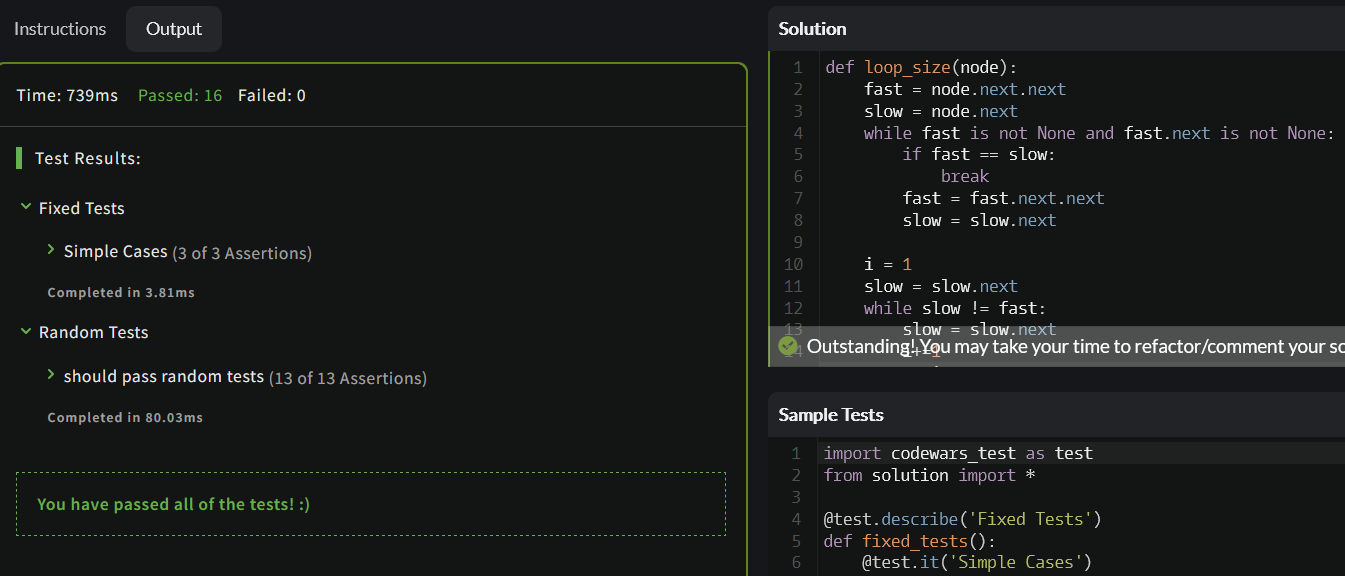 Instructions
Output
Time: 739ms Passed: 16 Failed: 0
Test Results:
Fixed Tests
Simple Cases (3 of 3 Assertions)
Completed in 3.81ms
Random Tests
should pass random tests (13 of 13 Assertions)
Completed in 80.03ms
You have passed all of the tests! :)
Solution
1 def loop_size(node):
2 fast = node.next.next
3 slow = node.next
4 while fast is not None and fast.next is not None:
5 if fast == slow:
6 break
7 fast = fast.next.next
8 slow = slow.next
9
10 i = 1
11 slow = slow.next
12 while slow != fast:
13 slow = slow.next
14
Outstanding! You may take your time to refactor/comment your
Sample Tests
1 import codewars_test as test
2 from solution import *
3
4 @test.describe('Fixed Tests')
5 def fixed_tests():
6 @test.it('Simple Cases')